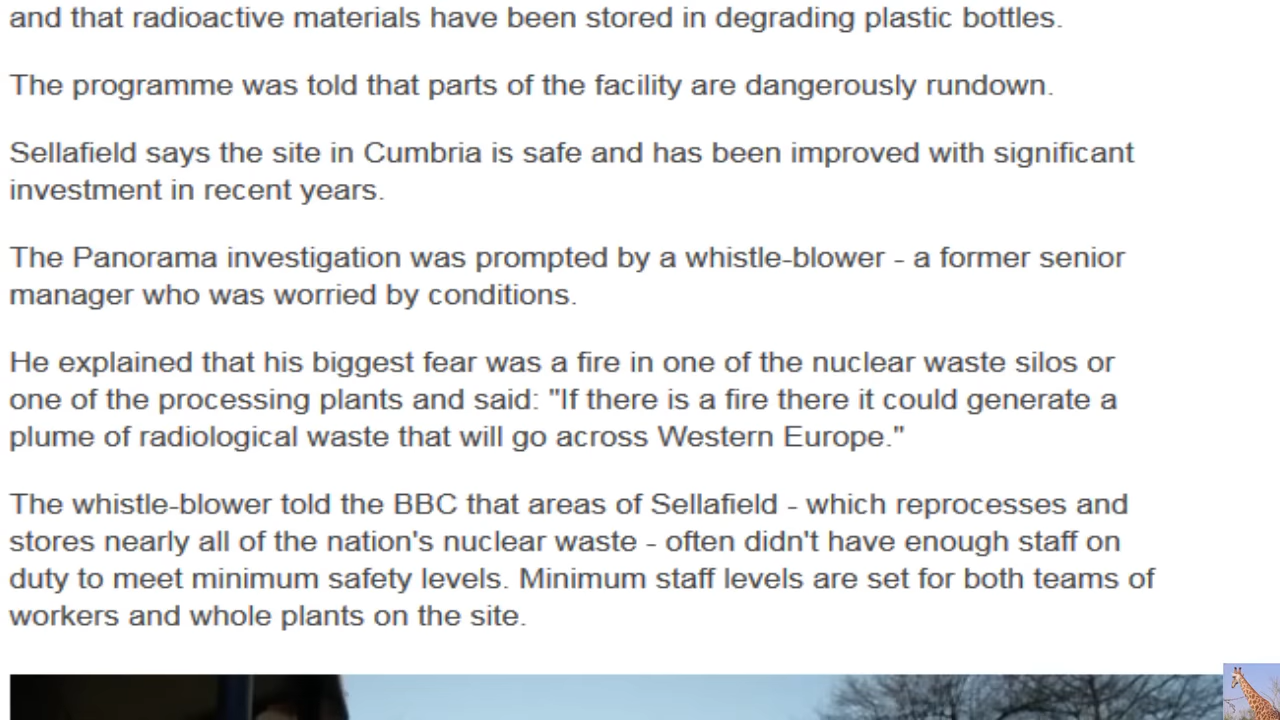 and that radioactive materials have been stored in degrading plastic bottles.
The programme was told that parts of the facility are dangerously rundown.
Sellafield says the site in Cumbria is safe and has been improved with significant
investment in recent years.
The Panorama investigation was prompted by a whistle-blower - a former senior
manager who was worried by conditions.
He explained that his biggest fear was a fire in one of the nuclear waste silos or
one of the processing plants and said: "If there is a fire there it could generate a
plume of radiological waste that will go across Western Europe."
The whistle-blower told the BBC that areas of Sellafield - which reprocesses and
stores nearly all of the nation's nuclear waste - often didn't have enough staff on
duty to meet minimum safety levels. Minimum staff levels are set for both teams of
workers and whole plants on the site.